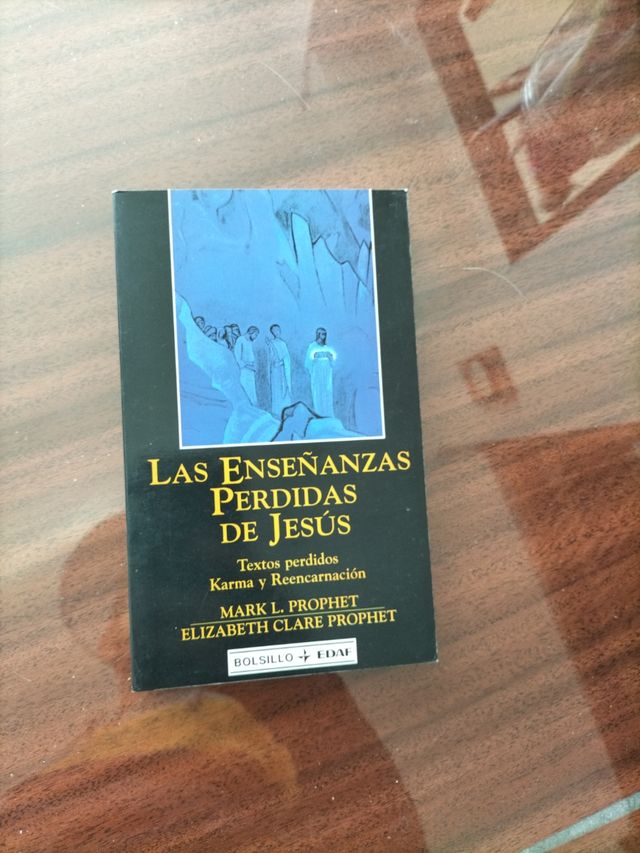 LAS ENSEÑANZAS
PERDIDAS
DE JESÚS
Textos perdidos
Karma y Reencarnación
MARK L. PROPHET
ELIZABETH CLARE PROPHET
BOLSILLO EDAF